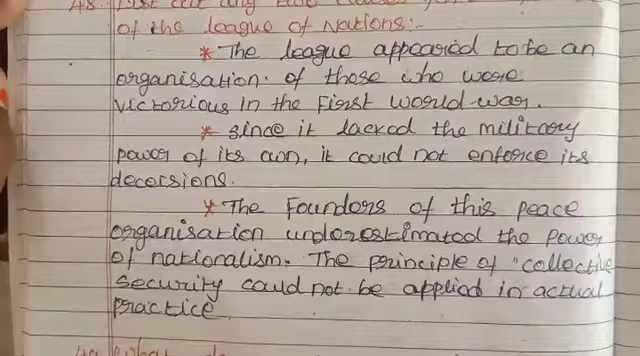 of the league of Nations:-
* The league appeared to be an
organisation. of those who were
victorious in the First world-war.
* since it lacked the military
power of its own, it could not enforce its
decersions.
* The Founders of this peace
organisation underestimated the power
of nationalism. The principle of "collective
security could not be applied in actual
practice